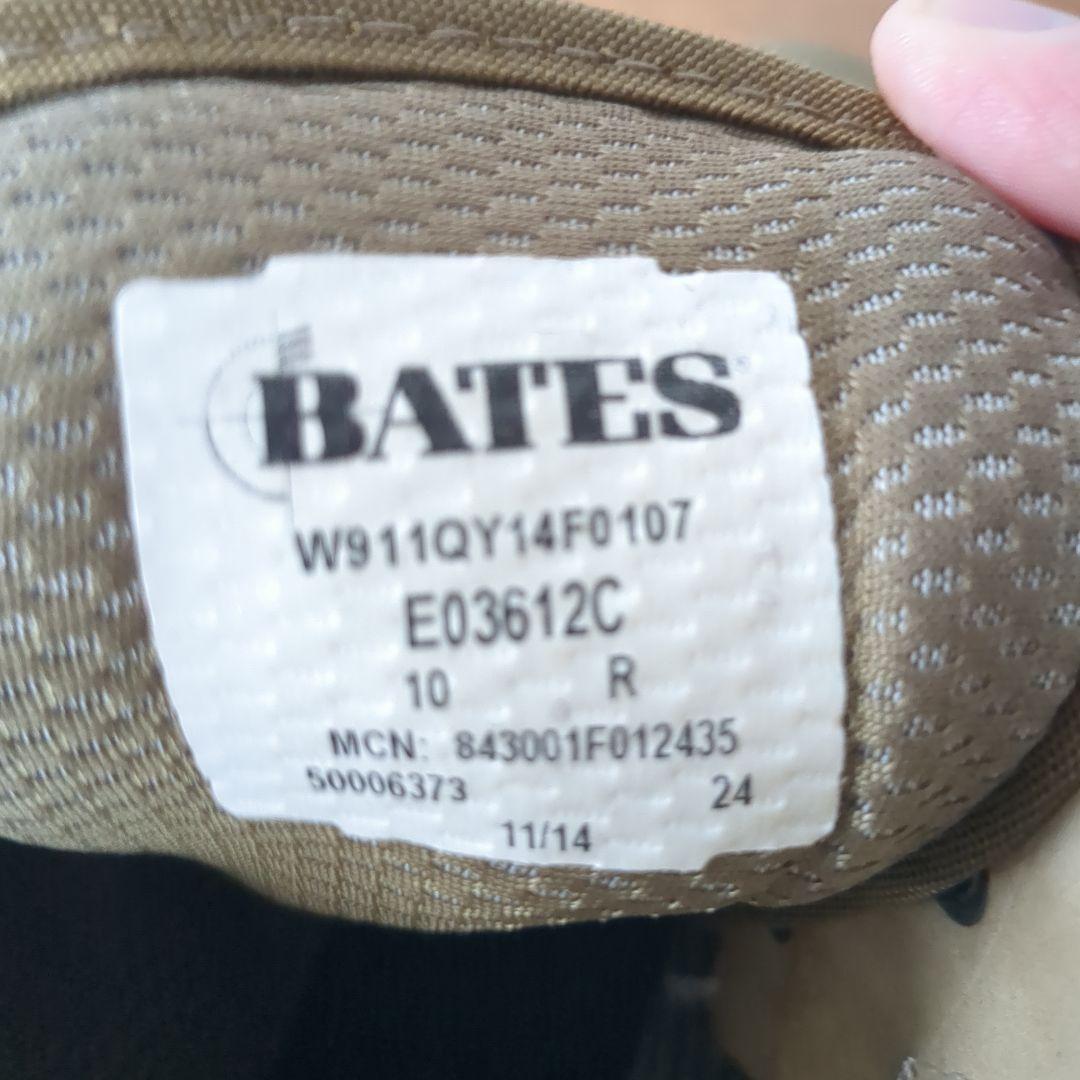 BATES
W911QY14F0107
E03612C
10 R
MCN: 843001F012435
50006373 24
11/14